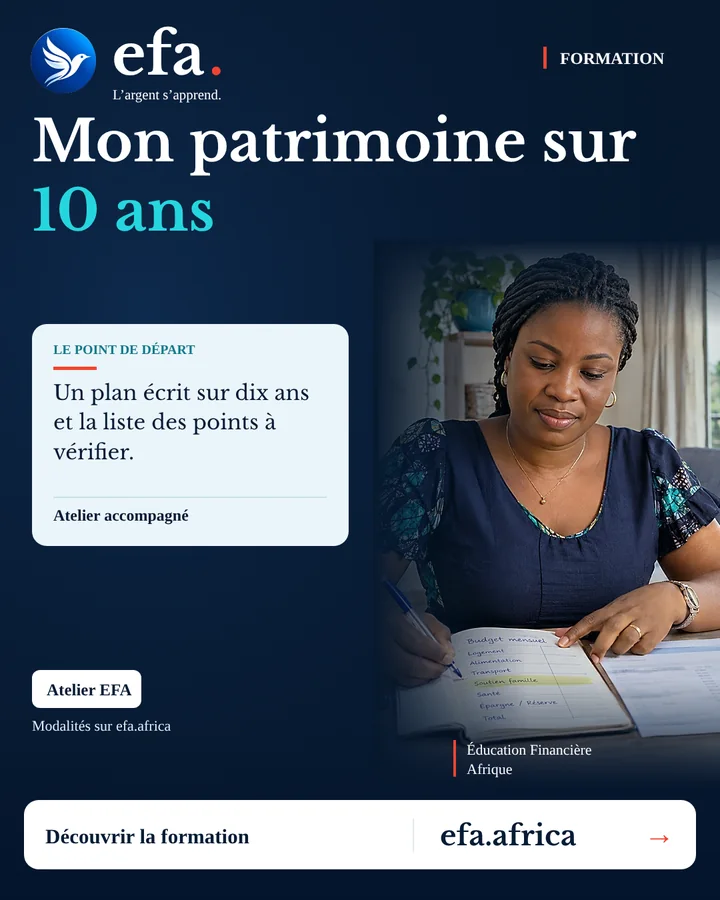 efa.
L'argent s'apprend.
FORMATION
Mon patrimoine sur
10 ans
LE POINT DE DÉPART
Un plan écrit sur dix ans
et la liste des points à
vérifier.
Atelier accompagné
Budget mensuel
Logement
Alimentation
Transport
Soutien famille
Santé
Epargne / Réserve
Total
Atelier EFA
Modalités sur efa.africa
Éducation Financière
Afrique
Découvrir la formation
efa.africa
→